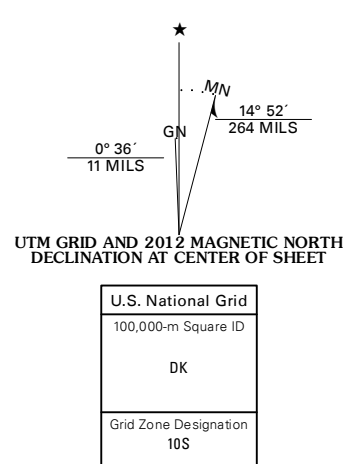 ★
MN
GN
14° 52´
264 MILS
0° 36´
11 MILS
UTM GRID AND 2012 MAGNETIC NORTH
DECLINATION AT CENTER OF SHEET
U.S. National Grid
100,000-m Square ID
DK
Grid Zone Designation
10S